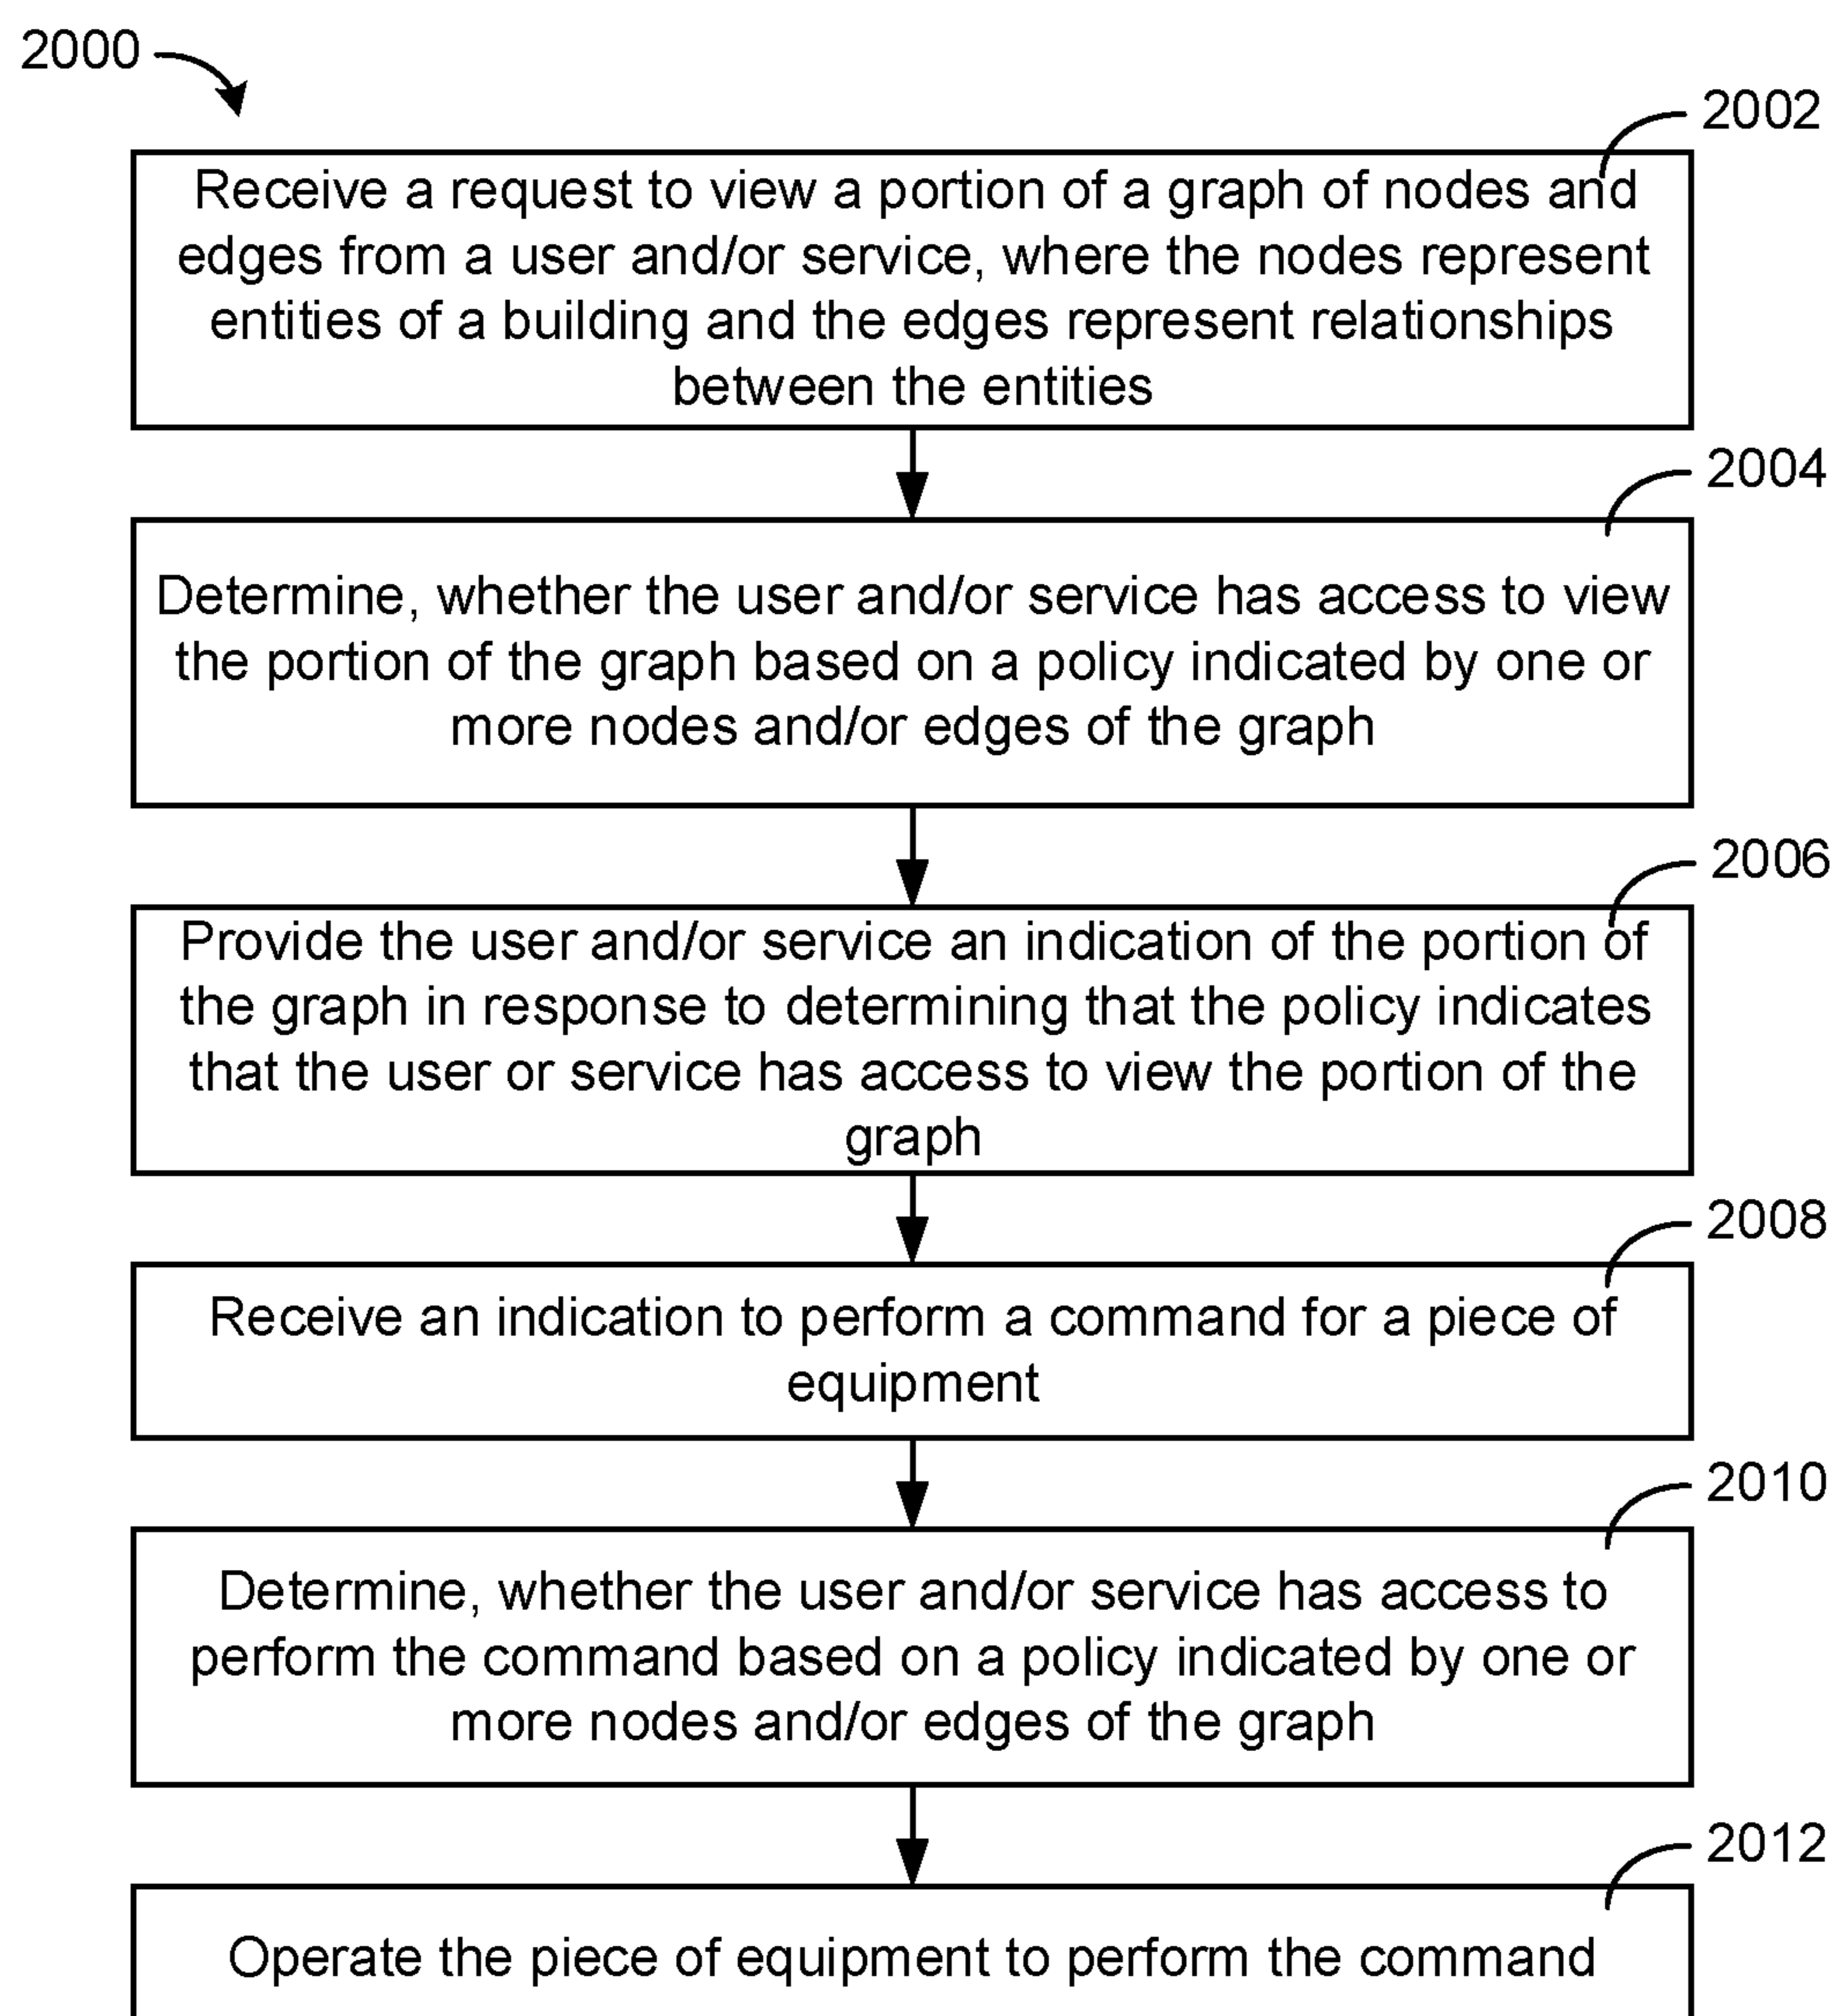 2000
2002
Receive a request to view a portion of a graph of nodes and
edges from a user and/or service, where the nodes represent
entities of a building and the edges represent relationships
between the entities
2004
Determine, whether the user and/or service has access to view
the portion of the graph based on a policy indicated by one or
more nodes and/or edges of the graph
2006
Provide the user and/or service an indication of the portion of
the graph in response to determining that the policy indicates
that the user or service has access to view the portion of the
graph
2008
Receive an indication to perform a command for a piece of
equipment
2010
Determine, whether the user and/or service has access to
perform the command based on a policy indicated by one or
more nodes and/or edges of the graph
2012
Operate the piece of equipment to perform the command